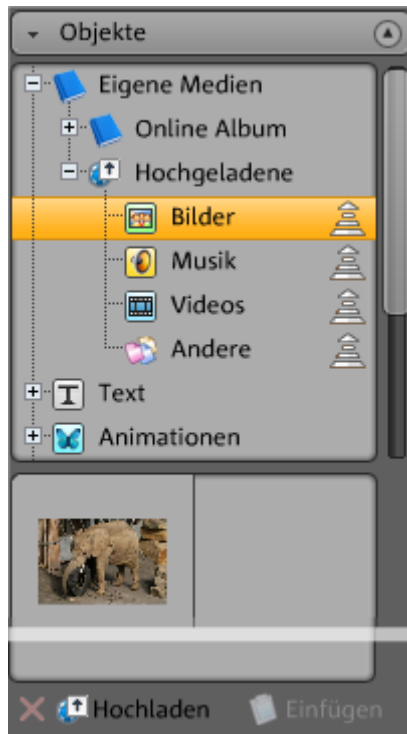 Objekte
Eigene Medien
Online Album
Hochgeladene
Bilder
Musik
Videos
Andere
T Text
Animationen
Hochladen Einfügen